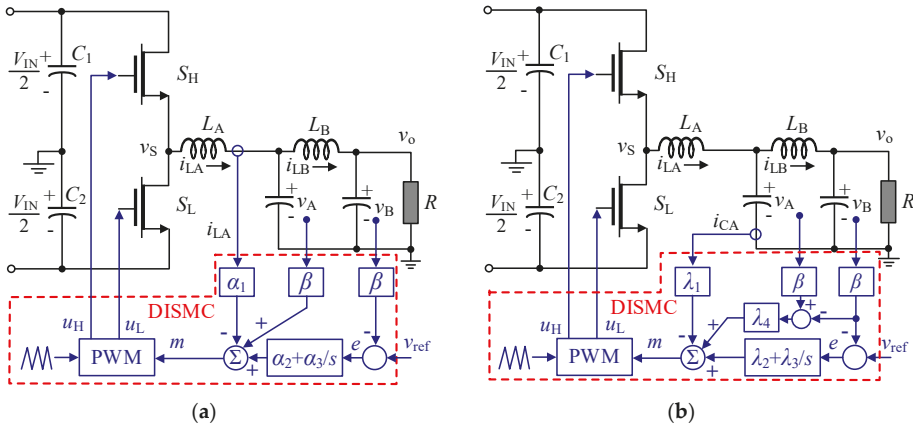 V_IN/2
+
-
C_1
S_H
L_A
L_B
v_o
v_S
i_LA
i_LB
V_IN/2
+
-
C_2
S_L
+
-
v_A
+
-
v_B
R
i_LA
α_1
β
β
DISMC
u_H
u_L
-
+
PWM
m
Σ
+
α_2+α_3/s
e
-
v_ref
(a)
V_IN/2
+
-
C_1
S_H
L_A
L_B
v_o
v_S
i_LA
i_LB
V_IN/2
+
-
C_2
S_L
+
-
v_A
+
-
v_B
R
i_CA
λ_1
β
β
DISMC
λ_4
+
-
u_H
u_L
-
+
PWM
m
Σ
+
λ_2+λ_3/s
e
-
v_ref
(b)